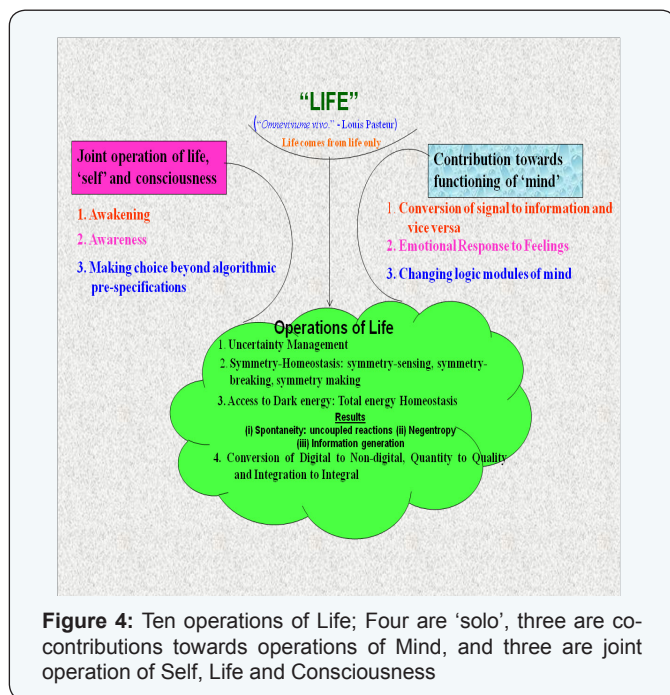 “LIFE”
(“Omnevivume vivo.” - Louis Pasteur)
Life comes from life only
Joint operation of life,
‘self’ and consciousness
1. Awakening
2. Awareness
3. Making choice beyond algorithmic
pre-specifications
Contribution towards
functioning of ‘mind’
1. Conversion of signal to information and
vice versa
2. Emotional Response to Feelings
3. Changing logic modules of mind
Operations of Life
1. Uncertainty Management
2. Symmetry-Homeostasis: symmetry-sensing, symmetry-
breaking, symmetry making
3. Access to Dark energy: Total energy Homeostasis
Results
(i) Spontaneity: uncoupled reactions (ii) Negentropy
(iii) Information generation
4. Conversion of Digital to Non-digital, Quantity to Quality
and Integration to Integral
Figure 4: Ten operations of Life; Four are ‘solo’, three are co-
contributions towards operations of Mind, and three are joint
operation of Self, Life and Consciousness